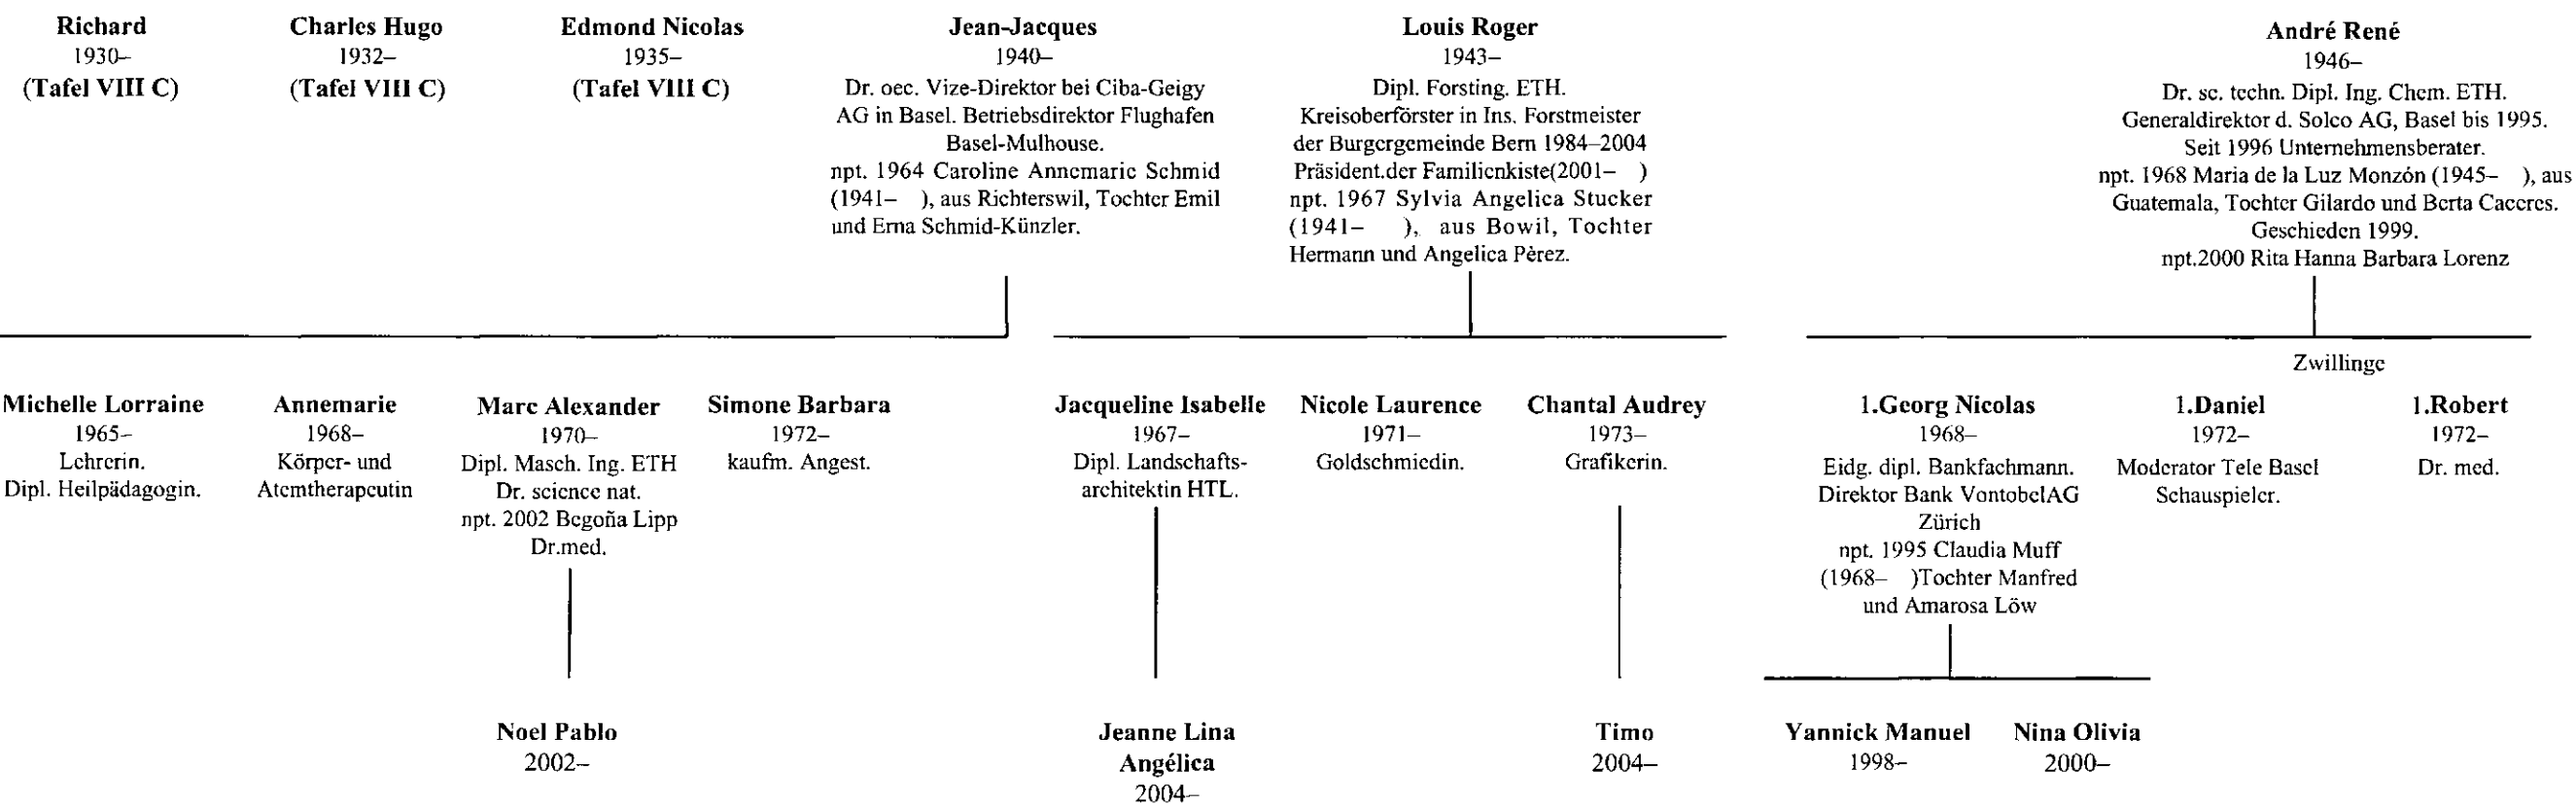 Richard
1930–
(Tafel VIII C)
Charles Hugo
1932–
(Tafel VIII C)
Edmond Nicolas
1935–
(Tafel VIII C)
Jean-Jacques
1940–
Dr. oec. Vize-Direktor bei Ciba-Geigy
AG in Basel. Betriebsdirektor Flughafen
Basel-Mulhouse.
npt. 1964 Caroline Annemarie Schmid
(1941– ), aus Richterswil, Tochter Emil
und Erna Schmid-Künzler.
Louis Roger
1943–
Dipl. Forsting. ETH.
Kreisoberförster in Ins. Forstmeister
der Burgergemeinde Bern 1984–2004
Präsident.der Familienkiste(2001– )
npt. 1967 Sylvia Angelica Stucker
(1941– ), aus Bowil, Tochter
Hermann und Angelica Pèrez.
André René
1946–
Dr. sc. techn. Dipl. Ing. Chem. ETH.
Generaldirektor d. Solco AG, Basel bis 1995.
Seit 1996 Unternehmensberater.
npt. 1968 Maria de la Luz Monzón (1945– ), aus
Guatemala, Tochter Gilardo und Berta Caceres.
Geschieden 1999.
npt.2000 Rita Hanna Barbara Lorenz
Zwillinge
Michelle Lorraine
1965–
Lehrerin.
Dipl. Heilpädagogin.
Annemarie
1968–
Körper- und
Atemtherapeutin
Marc Alexander
1970–
Dipl. Masch. Ing. ETH
Dr. science nat.
npt. 2002 Begoña Lipp
Dr.med.
Simone Barbara
1972–
kaufm. Angest.
Jacqueline Isabelle
1967–
Dipl. Landschafts-
architektin HTL.
Nicole Laurence
1971–
Goldschmiedin.
Chantal Audrey
1973–
Grafikerin.
1.Georg Nicolas
1968–
Eidg. dipl. Bankfachmann.
Direktor Bank VontobelAG
Zürich
npt. 1995 Claudia Muff
(1968– )Tochter Manfred
und Amarosa Löw
1.Daniel
1972–
Moderator Tele Basel
Schauspieler.
1.Robert
1972–
Dr. med.
Noel Pablo
2002–
Jeanne Lina
Angélica
2004–
Timo
2004–
Yannick Manuel
1998–
Nina Olivia
2000–